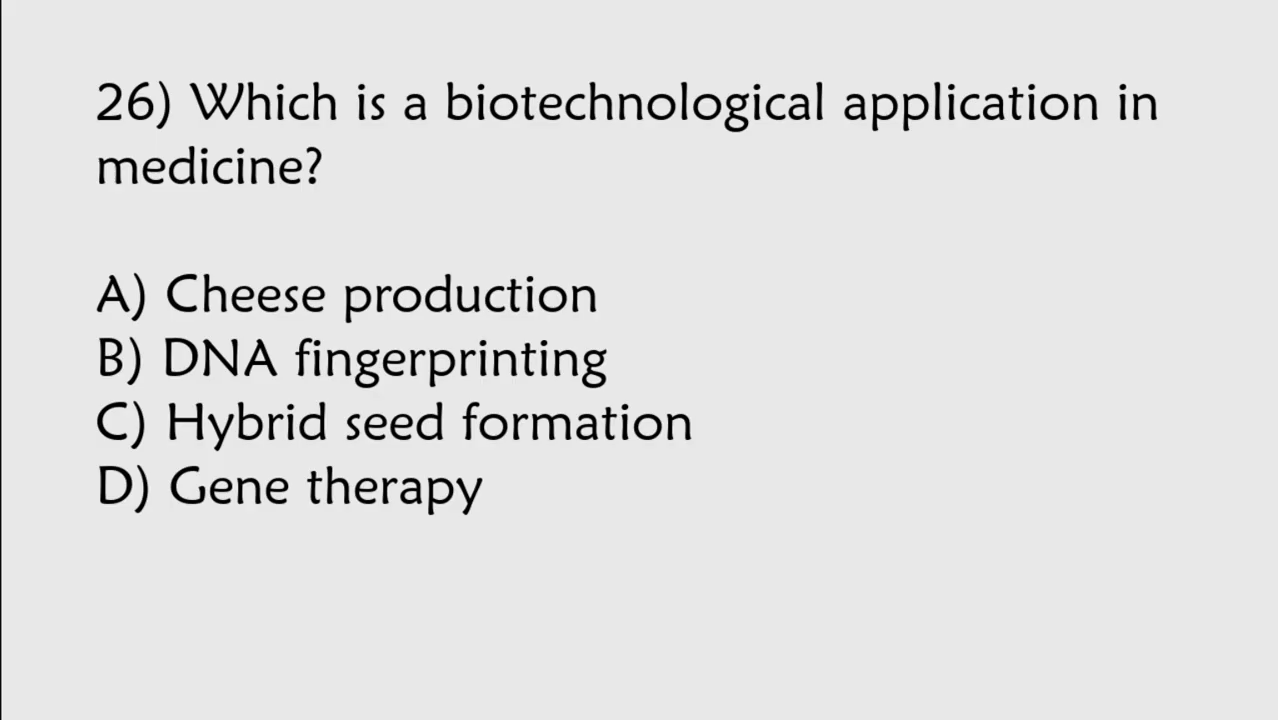 26) Which is a biotechnological application in
medicine?
A) Cheese production
B) DNA fingerprinting
C) Hybrid seed formation
D) Gene therapy